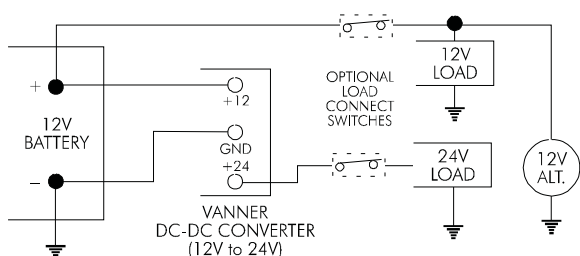 +
12V
BATTERY
–
+12
GND
+24
VANNER
DC-DC CONVERTER
(12V to 24V)
OPTIONAL
LOAD
CONNECT
SWITCHES
12V
LOAD
24V
LOAD
12V
ALT.